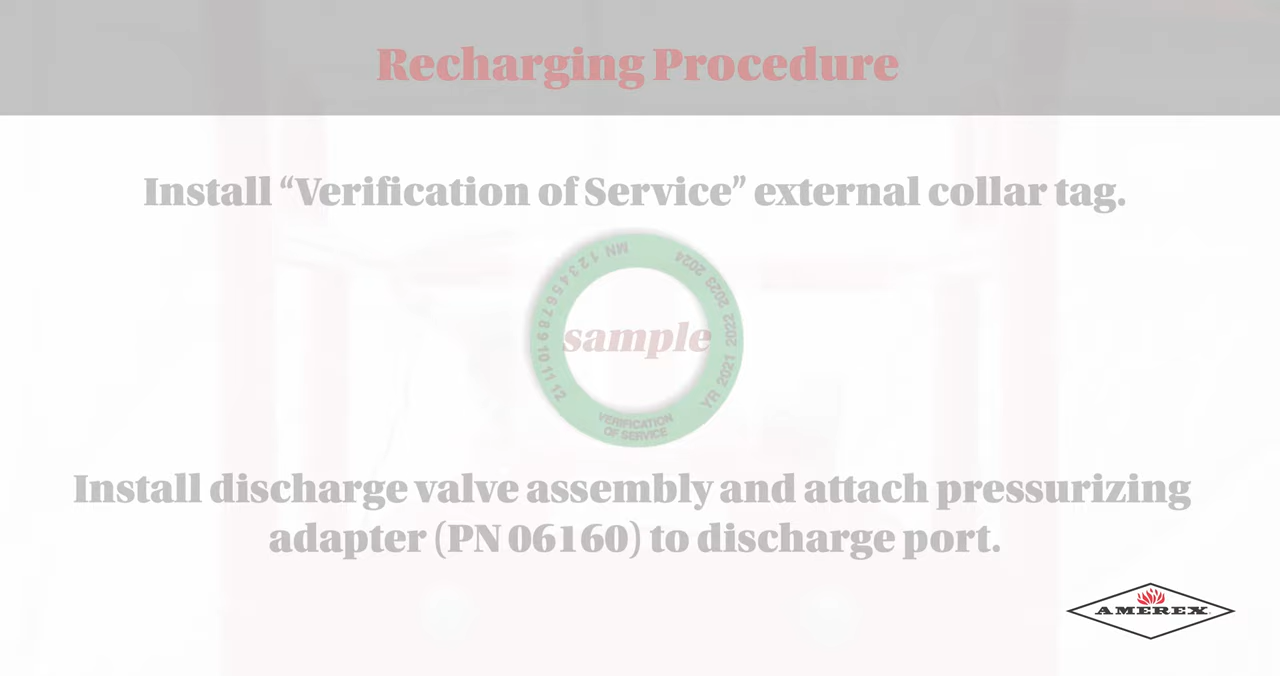 Recharging Procedure
Install “Verification of Service” external collar tag.
MN 1 2 3 4 5 6 7 8 9 10 11 12
YR 2021 2022 2023 2024
sample
VERIFICATION
OF SERVICE
Install discharge valve assembly and attach pressurizing
adapter (PN 06160) to discharge port.
AMEREX